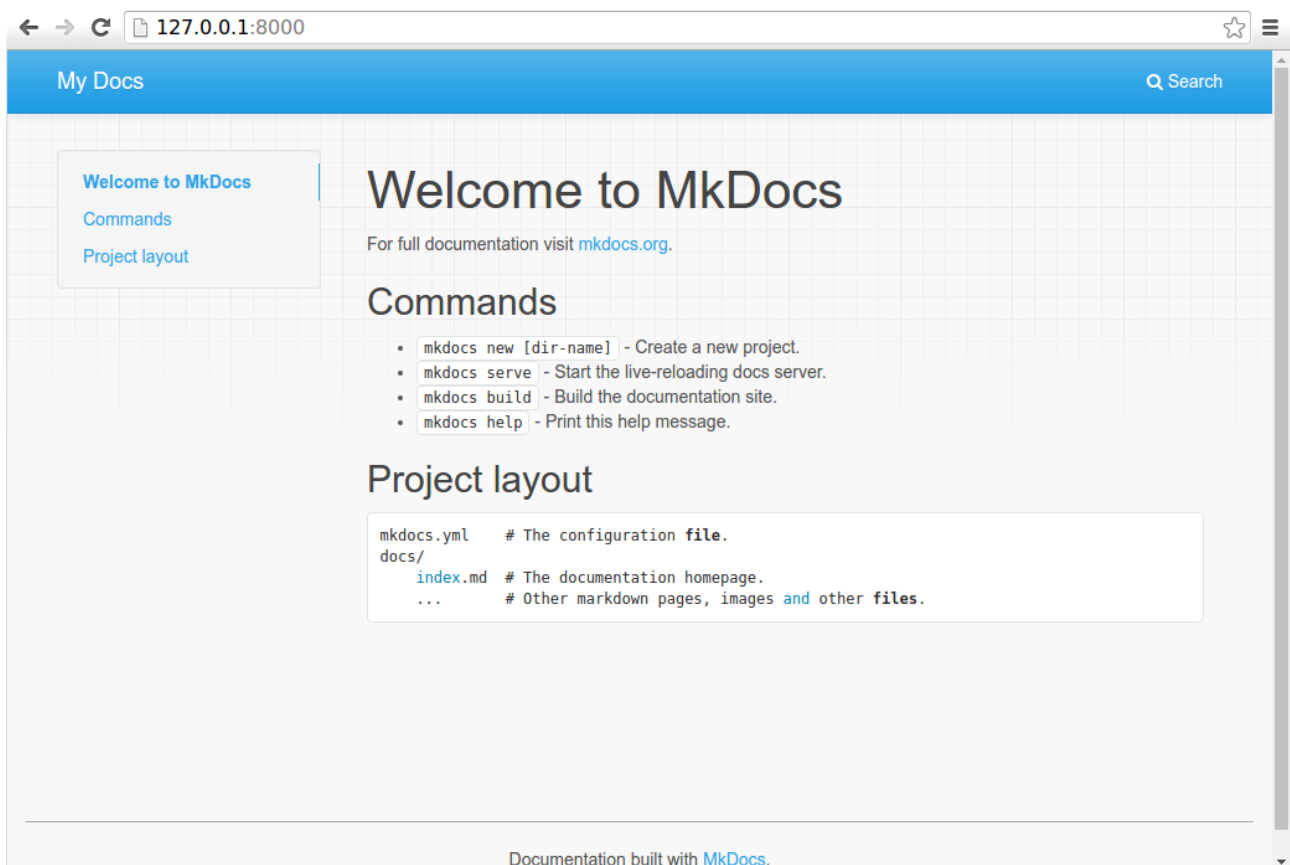 127.0.0.1:8000
My Docs
Search
Welcome to MkDocs
Commands
Project layout
Welcome to MkDocs
For full documentation visit mkdocs.org.
Commands
mkdocs new [dir-name] - Create a new project.
mkdocs serve - Start the live-reloading docs server.
mkdocs build - Build the documentation site.
mkdocs help - Print this help message.
Project layout
mkdocs.yml    # The configuration file.
docs/
    index.md  # The documentation homepage.
    ...       # Other markdown pages, images and other files.
Documentation built with MkDocs.